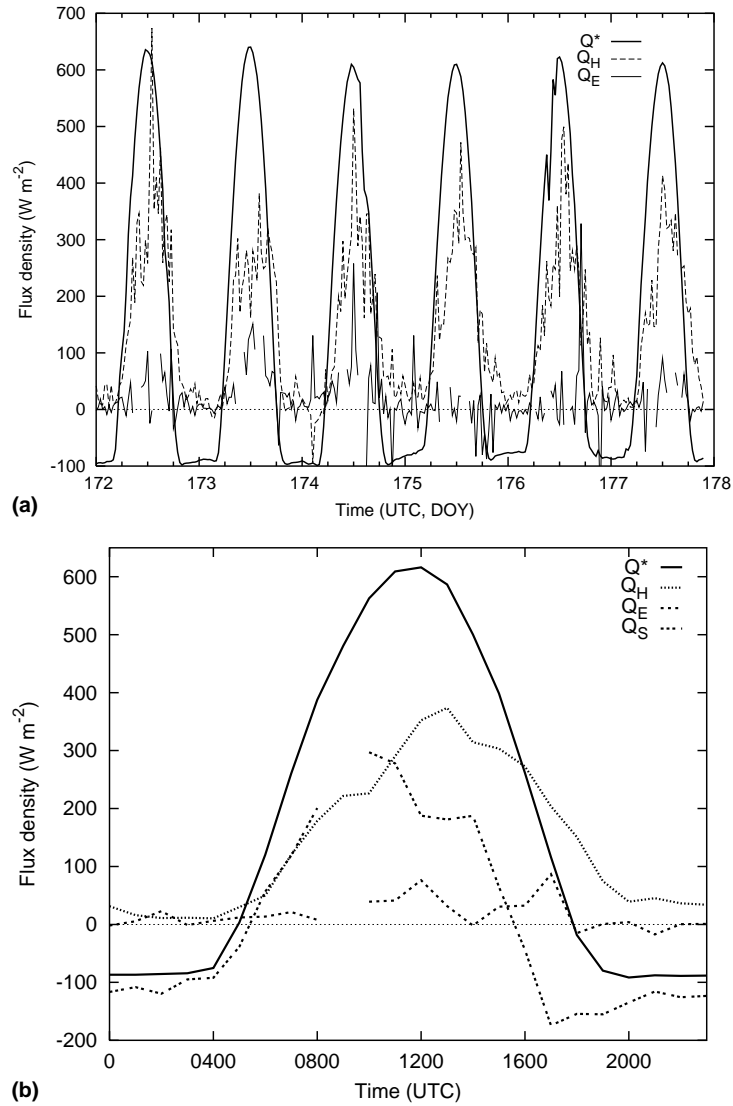 700
600
500
400
300
200
100
0
-100
Flux density (W m-2)
Q*
QH
QE
172 173 174 175 176 177 178
Time (UTC, DOY)
(a)
600
500
400
300
200
100
0
-100
-200
Flux density (W m-2)
Q*
QH
QE
QS
0 0400 0800 1200 1600 2000
Time (UTC)
(b)